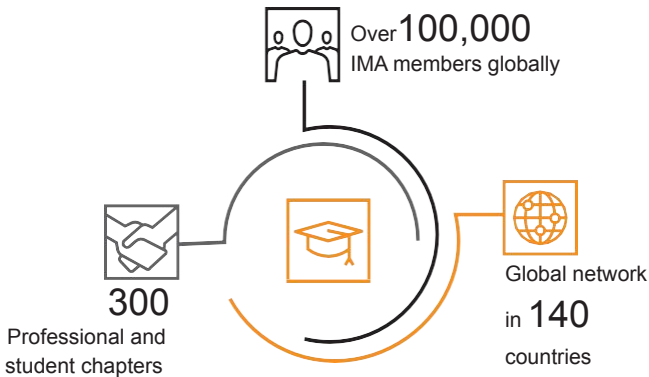 Over 100,000
IMA members globally
300
Professional and
student chapters
Global network
in 140
countries